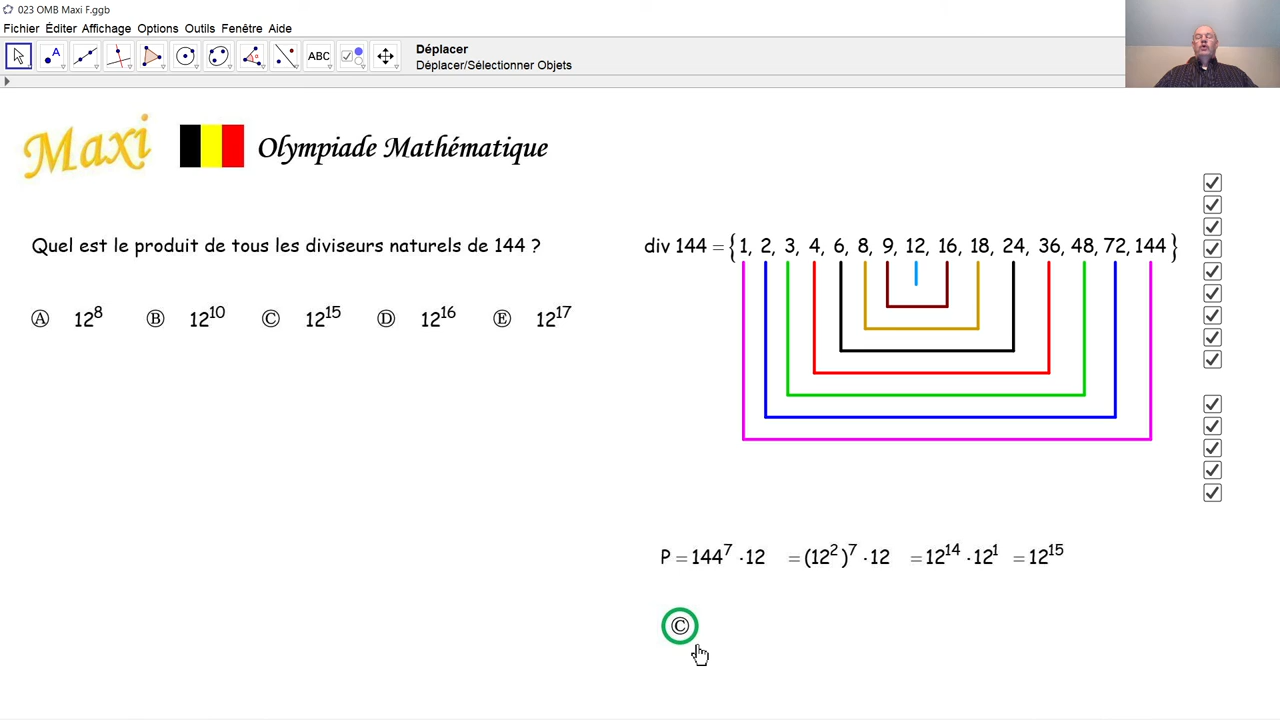 023 OMB Maxi F.ggb
Fichier Éditer Affichage Options Outils Fenêtre Aide
A ABC Déplacer
Déplacer/Sélectionner Objets
Maxi Olympiade Mathématique
Quel est le produit de tous les diviseurs naturels de 144 ?
Ⓐ 12⁸ Ⓑ 12¹⁰ Ⓒ 12¹⁵ Ⓓ 12¹⁶ Ⓔ 12¹⁷
div 144 = {1, 2, 3, 4, 6, 8, 9, 12, 16, 18, 24, 36, 48, 72, 144}
P = 144⁷ · 12 = (12²)⁷ · 12 = 12¹⁴ · 12¹ = 12¹⁵
Ⓒ